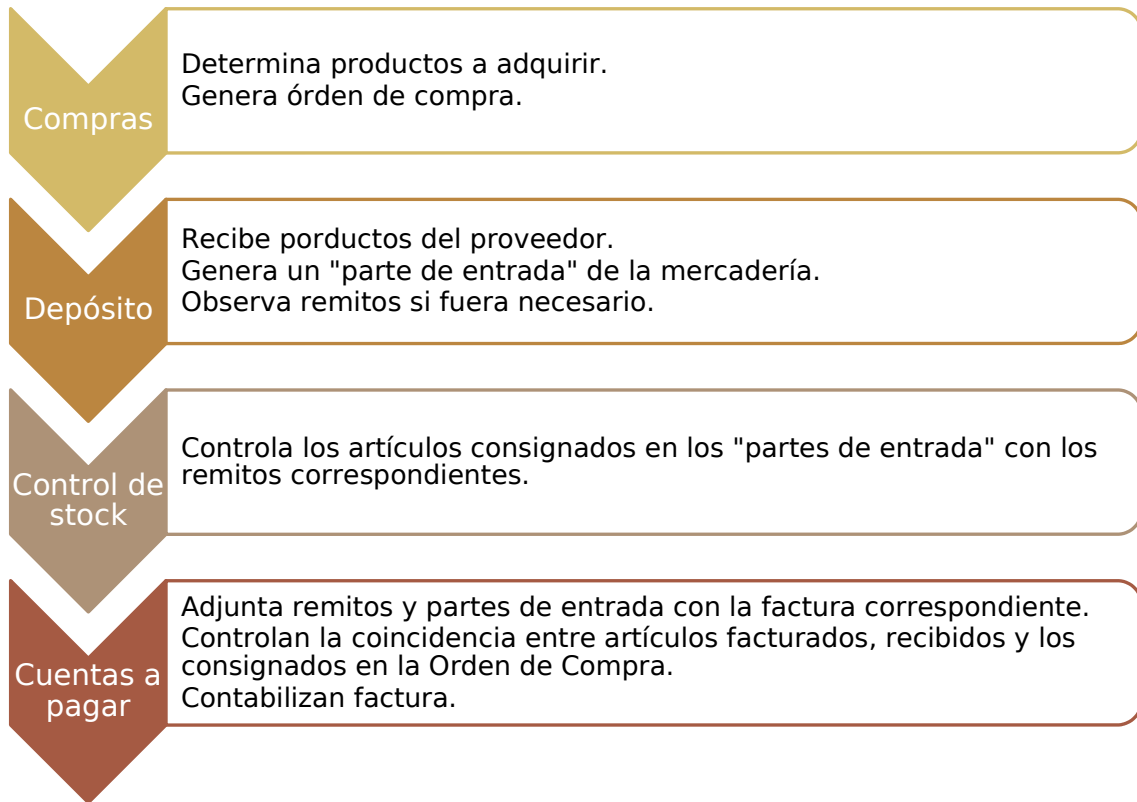 Compras
Determina productos a adquirir.
Genera órden de compra.
Depósito
Recibe porductos del proveedor.
Genera un "parte de entrada" de la mercadería.
Observa remitos si fuera necesario.
Control de
stock
Controla los artículos consignados en los "partes de entrada" con los
remitos correspondientes.
Cuentas a
pagar
Adjunta remitos y partes de entrada con la factura correspondiente.
Controlan la coincidencia entre artículos facturados, recibidos y los
consignados en la Orden de Compra.
Contabilizan factura.